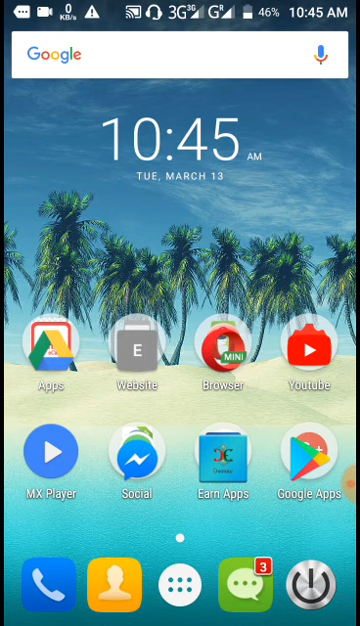 0 KB/s 3G 3G G R 46% 10:45 AM
Google
10:45 AM
TUE, MARCH 13
E
MINI
Apps Website Browser Youtube
MX Player Social Earn Apps Google Apps
3